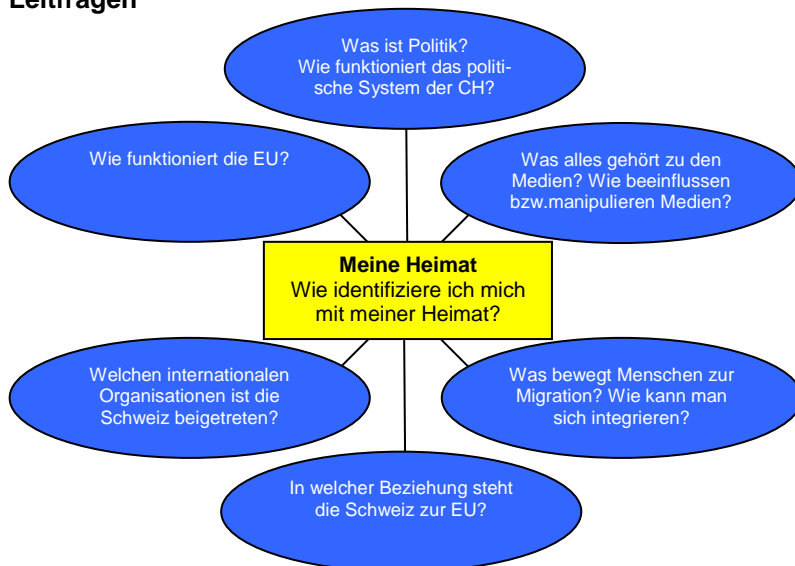 Leitfragen
Was ist Politik?
Wie funktioniert das politi-
sche System der CH?
Wie funktioniert die EU?
Was alles gehört zu den
Medien? Wie beeinflussen
bzw.manipulieren Medien?
Meine Heimat
Wie identifiziere ich mich
mit meiner Heimat?
Welchen internationalen
Organisationen ist die
Schweiz beigetreten?
Was bewegt Menschen zur
Migration? Wie kann man
sich integrieren?
In welcher Beziehung steht
die Schweiz zur EU?